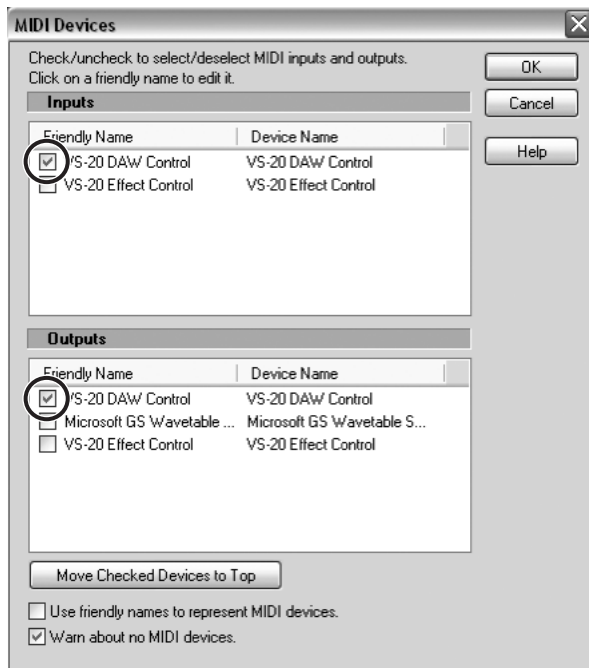 MIDI Devices
Check/uncheck to select/deselect MIDI inputs and outputs.
Click on a friendly name to edit it.
OK
Cancel
Help
Inputs
Friendly Name Device Name
VS-20 DAW Control VS-20 DAW Control
VS-20 Effect Control VS-20 Effect Control
Outputs
Friendly Name Device Name
VS-20 DAW Control VS-20 DAW Control
Microsoft GS Wavetable ... Microsoft GS Wavetable S...
VS-20 Effect Control VS-20 Effect Control
Move Checked Devices to Top
Use friendly names to represent MIDI devices.
Warn about no MIDI devices.